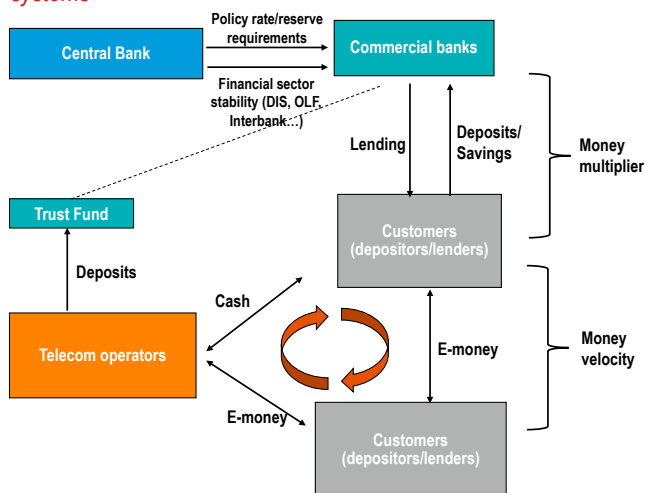 systems
Policy rate/reserve
requirements
Central Bank
Commercial banks
Financial sector
stability (DIS, OLF,
Interbank…)
Lending
Deposits/
Savings
Money
multiplier
Trust Fund
Customers
(depositors/lenders)
Deposits
Cash
Telecom operators
E-money
Money
velocity
E-money
Customers
(depositors/lenders)